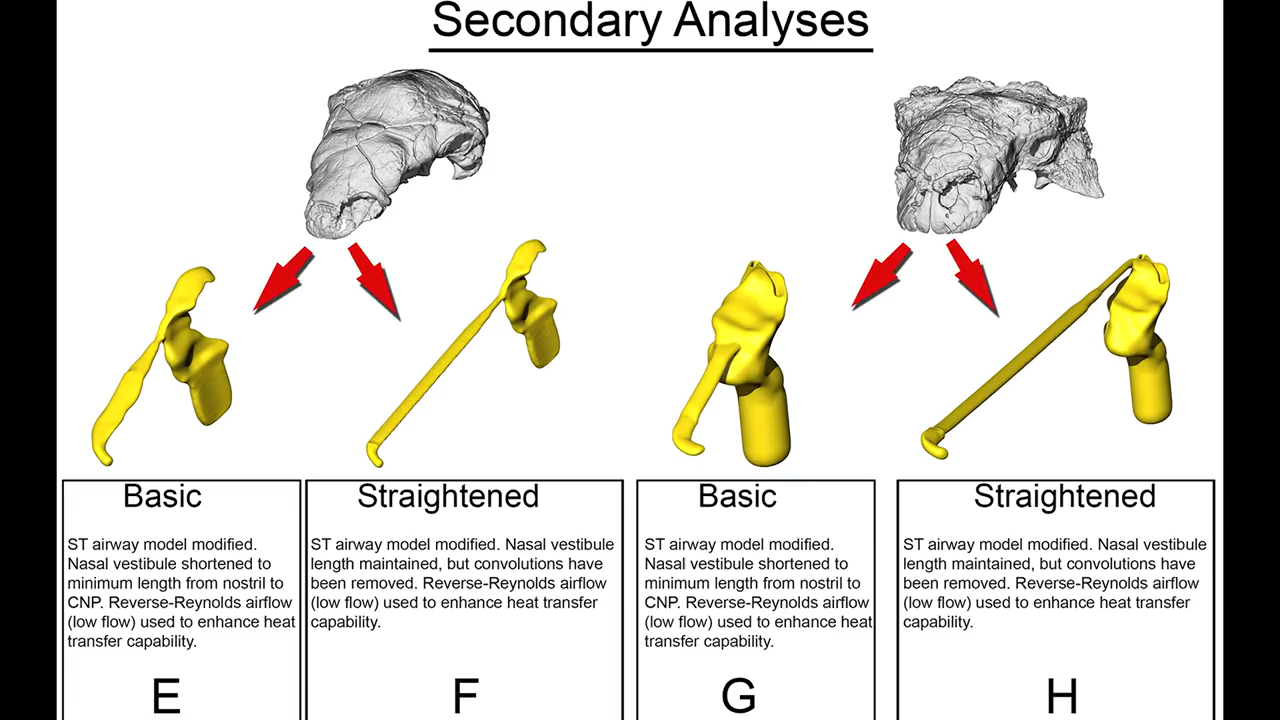 Secondary Analyses
Basic
ST airway model modified.
Nasal vestibule shortened to
minimum length from nostril to
CNP. Reverse-Reynolds airflow
(low flow) used to enhance heat
transfer capability.
E
Straightened
ST airway model modified. Nasal vestibule
length maintained, but convolutions have
been removed. Reverse-Reynolds airflow
(low flow) used to enhance heat transfer
capability.
F
Basic
ST airway model modified.
Nasal vestibule shortened to
minimum length from nostril to
CNP. Reverse-Reynolds airflow
(low flow) used to enhance heat
transfer capability.
G
Straightened
ST airway model modified. Nasal vestibule
length maintained, but convolutions have
been removed. Reverse-Reynolds airflow
(low flow) used to enhance heat transfer
capability.
H